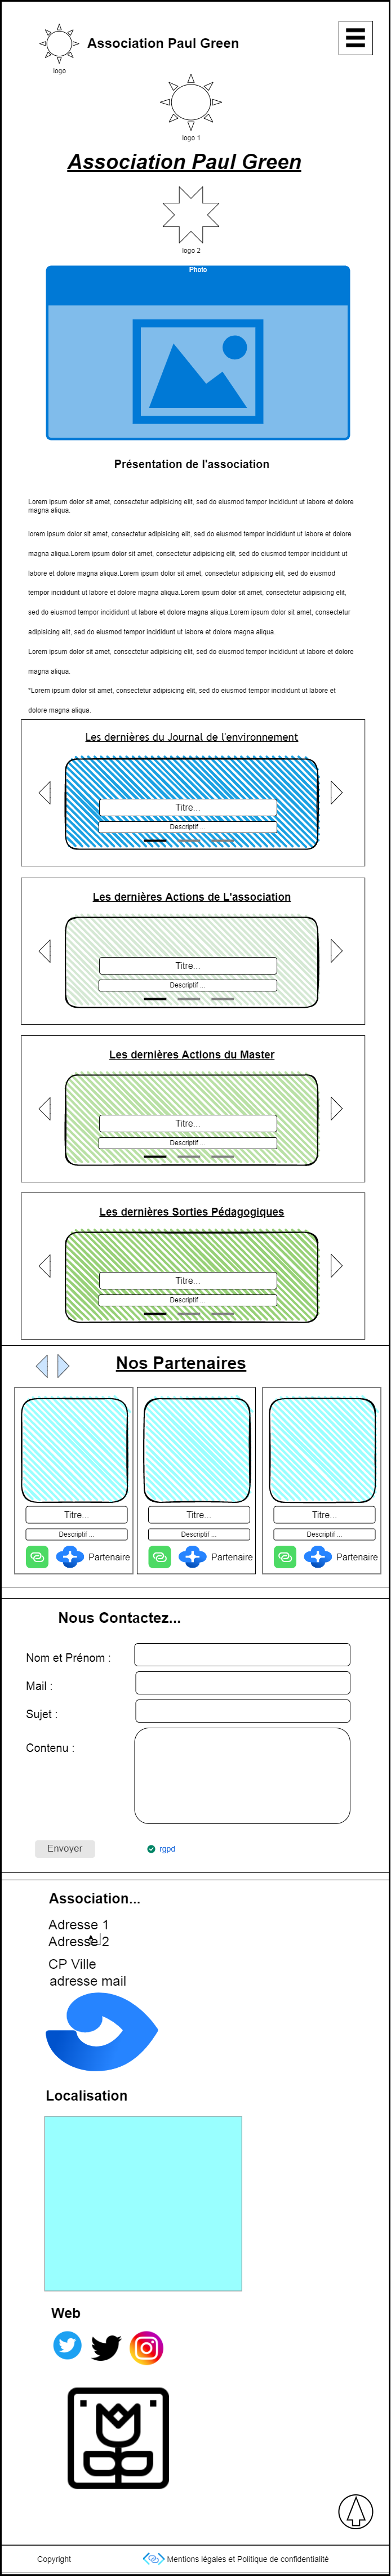 Association Paul Green
logo
logo 1
Association Paul Green
logo 2
Photo
Présentation de l'association
Lorem ipsum dolor sit amet, consectetur adipisicing elit, sed do eiusmod tempor incididunt ut labore et dolore
magna aliqua.
lorem ipsum dolor sit amet, consectetur adipisicing elit, sed do eiusmod tempor incididunt ut labore et dolore
magna aliqua.Lorem ipsum dolor sit amet, consectetur adipisicing elit, sed do eiusmod tempor incididunt ut
labore et dolore magna aliqua.Lorem ipsum dolor sit amet, consectetur adipisicing elit, sed do eiusmod
tempor incididunt ut labore et dolore magna aliqua.Lorem ipsum dolor sit amet, consectetur adipisicing elit,
sed do eiusmod tempor incididunt ut labore et dolore magna aliqua.Lorem ipsum dolor sit amet, consectetur
adipisicing elit, sed do eiusmod tempor incididunt ut labore et dolore magna aliqua.
Lorem ipsum dolor sit amet, consectetur adipisicing elit, sed do eiusmod tempor incididunt ut labore et dolore
magna aliqua.
*Lorem ipsum dolor sit amet, consectetur adipisicing elit, sed do eiusmod tempor incididunt ut labore et
dolore magna aliqua.
Les dernières du Journal de l'environnement
Titre...
Descriptif ...
Les dernières Actions de L'association
Titre...
Descriptif ...
Les dernières Actions du Master
Titre...
Descriptif ...
Les dernières Sorties Pédagogiques
Titre...
Descriptif ...
Nos Partenaires
Titre... Titre... Titre...
Descriptif ... Descriptif ... Descriptif ...
Partenaire Partenaire Partenaire
Nous Contactez...
Nom et Prénom :
Mail :
Sujet :
Contenu :
Envoyer rgpd
Association...
Adresse 1
Adresse 2
CP Ville
adresse mail
Localisation
Web
Copyright Mentions légales et Politique de confidentialité